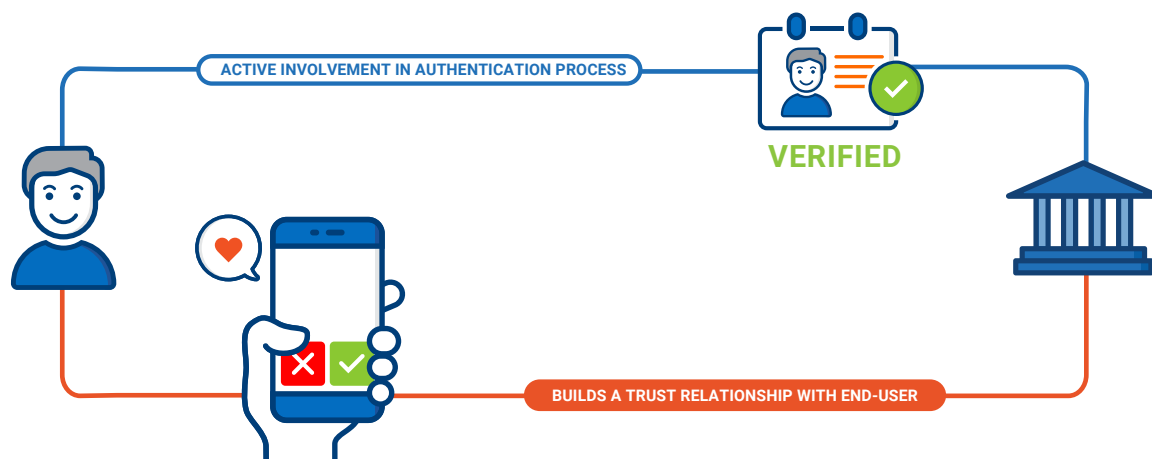 ACTIVE INVOLVEMENT IN AUTHENTICATION PROCESS
VERIFIED
BUILDS A TRUST RELATIONSHIP WITH END-USER